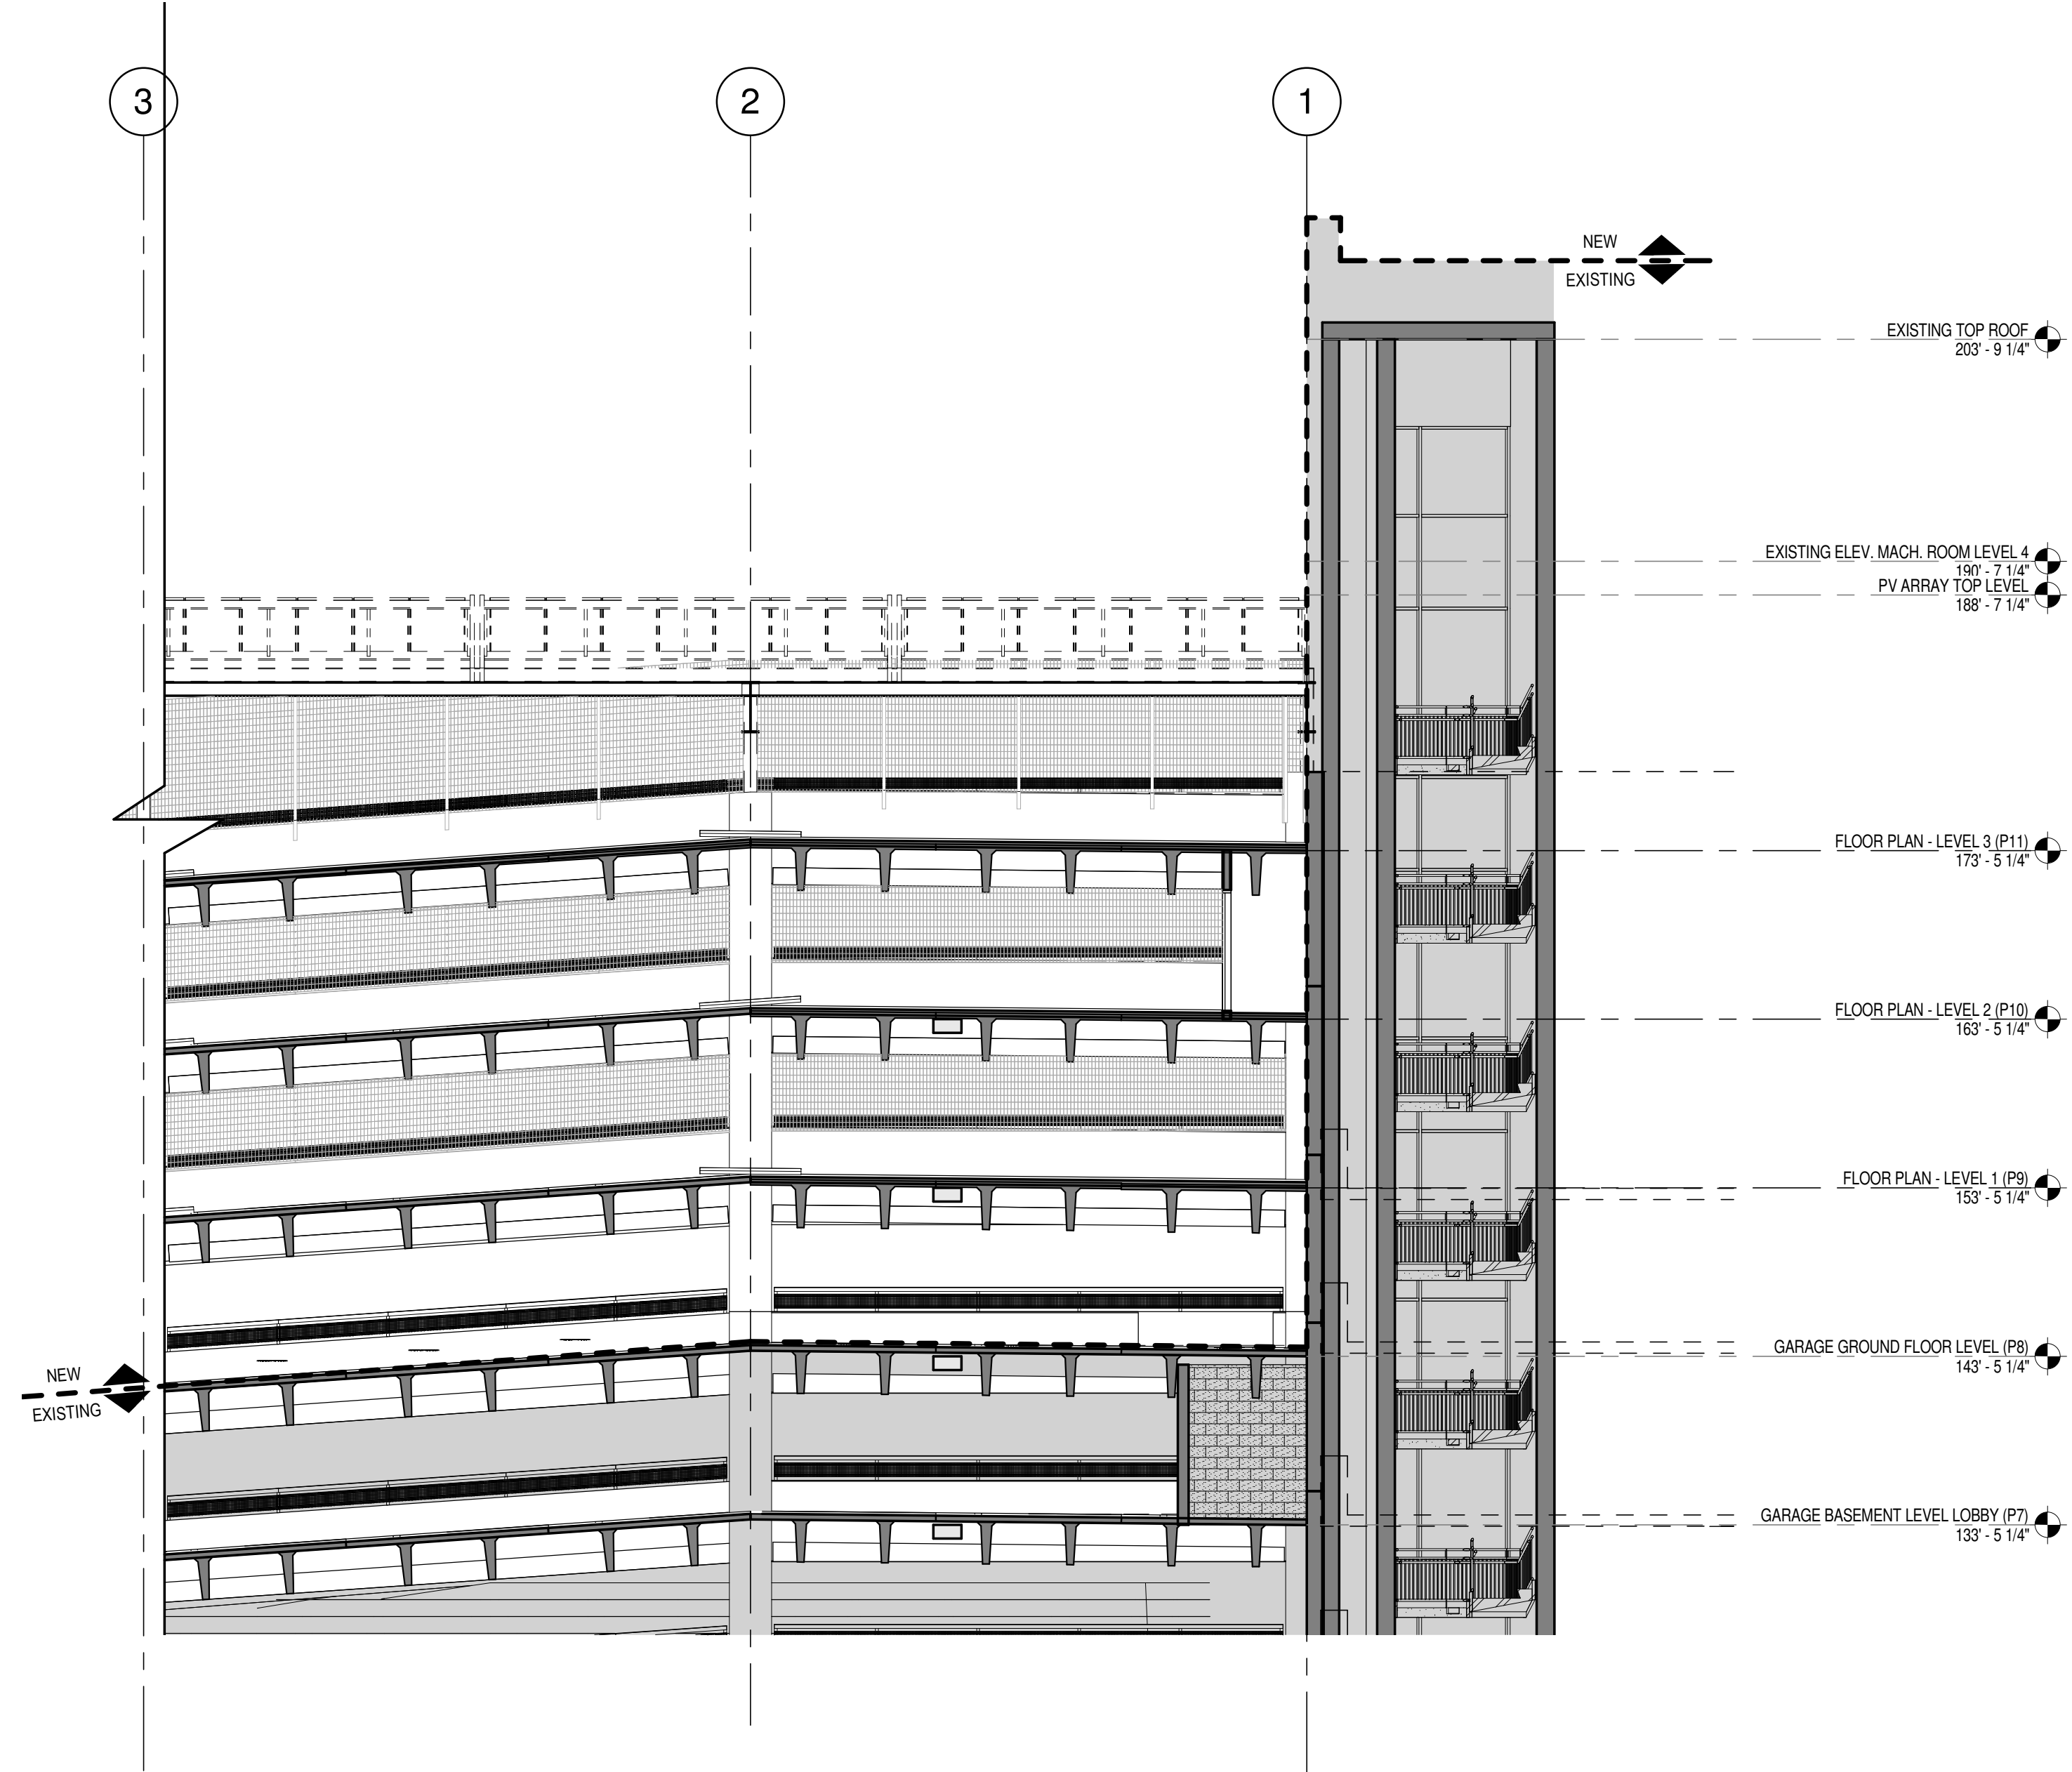 3
2
1
NEW
EXISTING
EXISTING TOP ROOF
203' - 9 1/4"
EXISTING ELEV. MACH. ROOM LEVEL 4
190' - 7 1/4"
PV ARRAY TOP LEVEL
188' - 7 1/4"
FLOOR PLAN - LEVEL 3 (P11)
173' - 5 1/4"
FLOOR PLAN - LEVEL 2 (P10)
163' - 5 1/4"
FLOOR PLAN - LEVEL 1 (P9)
153' - 5 1/4"
GARAGE GROUND FLOOR LEVEL (P8)
143' - 5 1/4"
NEW
EXISTING
GARAGE BASEMENT LEVEL LOBBY (P7)
133' - 5 1/4"